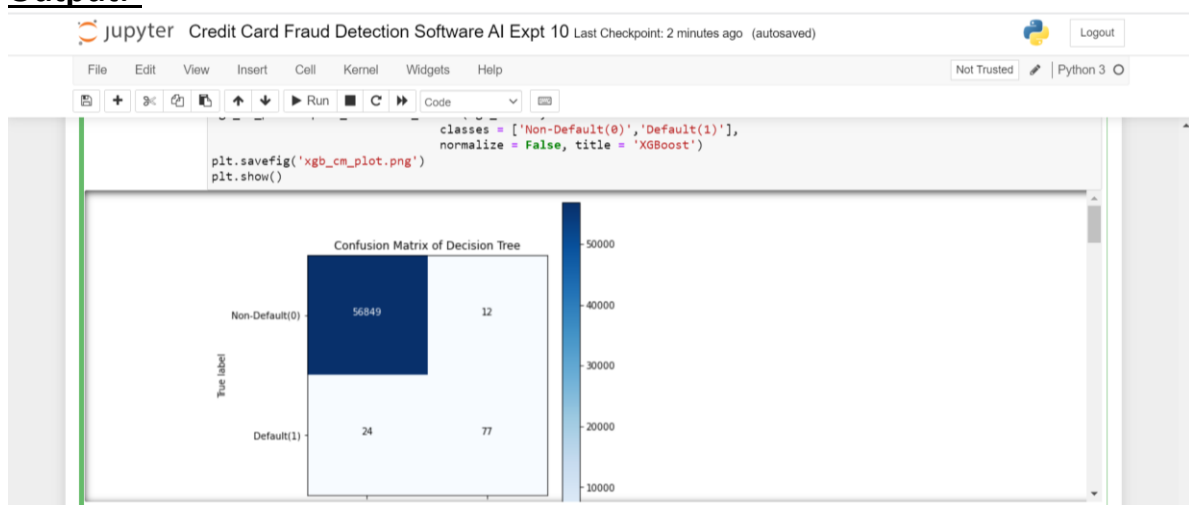 Output:
jupyter Credit Card Fraud Detection Software AI Expt 10 Last Checkpoint: 2 minutes ago (autosaved)
Logout
File Edit View Insert Cell Kernel Widgets Help
Not Trusted Python 3
Run Code
classes = ['Non-Default(0)','Default(1)'],
normalize = False, title = 'XGBoost')
plt.savefig('xgb_cm_plot.png')
plt.show()
Confusion Matrix of Decision Tree
50000
40000
Non-Default(0) 56849 12
30000
True label
20000
Default(1) 24 77
10000